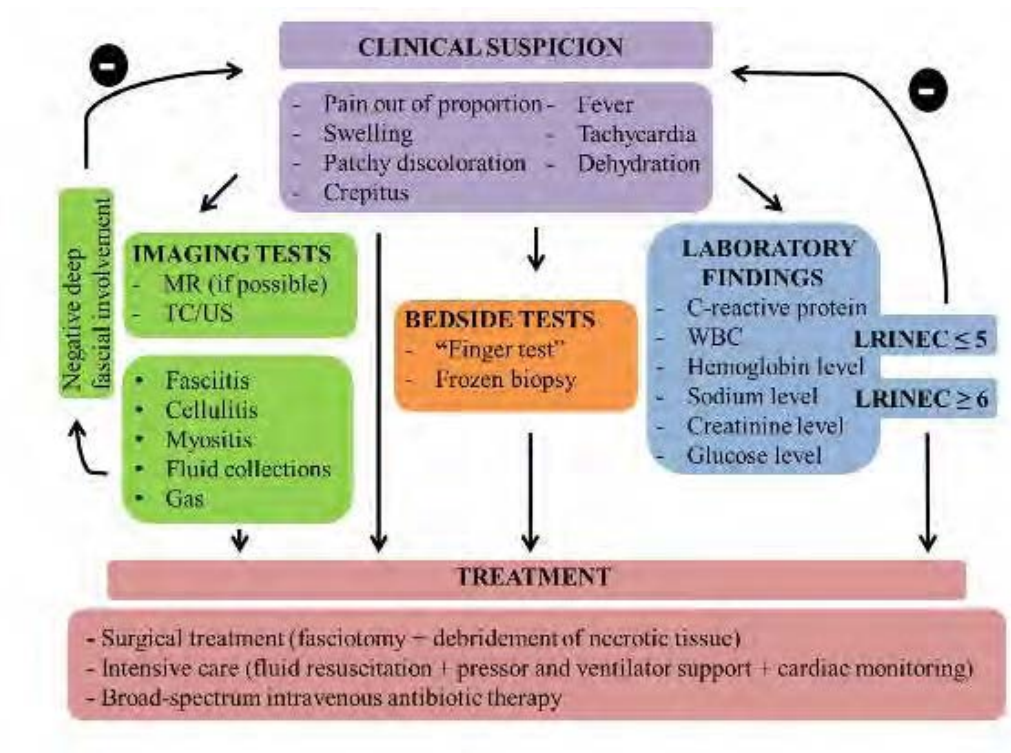 CLINICAL SUSPICION
- Pain out of proportion
- Swelling
- Patchy discoloration
- Crepitus
- Fever
- Tachycardia
- Dehydration
Negative deep
fascial involvement
IMAGING TESTS
- MR (if possible)
- TC/US
• Fasciitis
• Cellulitis
• Myositis
• Fluid collections
• Gas
BEDSIDE TESTS
- “Finger test”
- Frozen biopsy
LABORATORY
FINDINGS
- C-reactive protein
- WBC
- Hemoglobin level
- Sodium level
- Creatinine level
- Glucose level
LRINEC ≤ 5
LRINEC ≥ 6
TREATMENT
- Surgical treatment (fasciotomy + debridement of necrotic tissue)
- Intensive care (fluid resuscitation + pressor and ventilator support + cardiac monitoring)
- Broad-spectrum intravenous antibiotic therapy